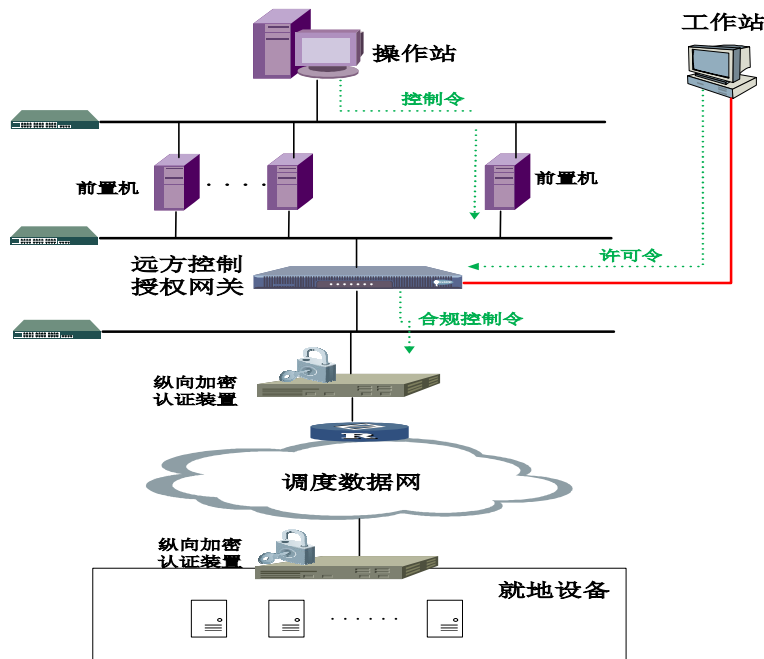 工作站
操作站
控制令
前置机
前置机
远方控制
授权网关
许可令
合规控制令
纵向加密
认证装置
R
调度数据网
纵向加密
认证装置
就地设备